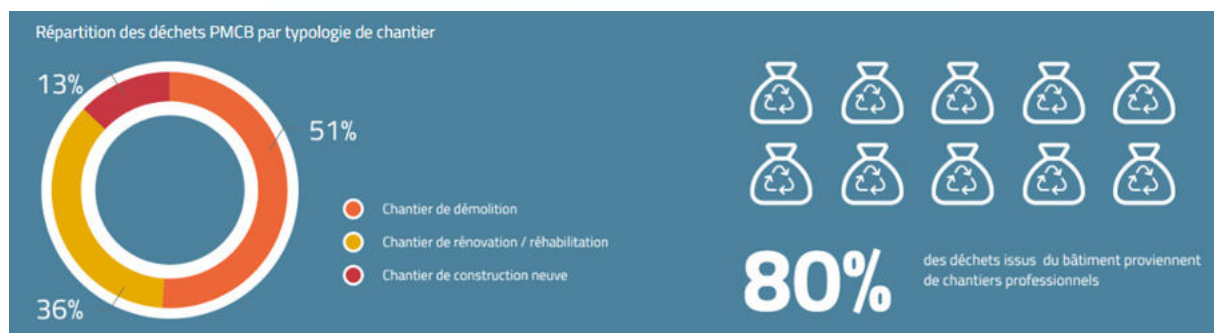 Répartition des déchets PMCB par typologie de chantier
13%
51%
36%
Chantier de démolition
Chantier de rénovation / réhabilitation
Chantier de construction neuve
80%
des déchets issus du bâtiment proviennent
de chantiers professionnels